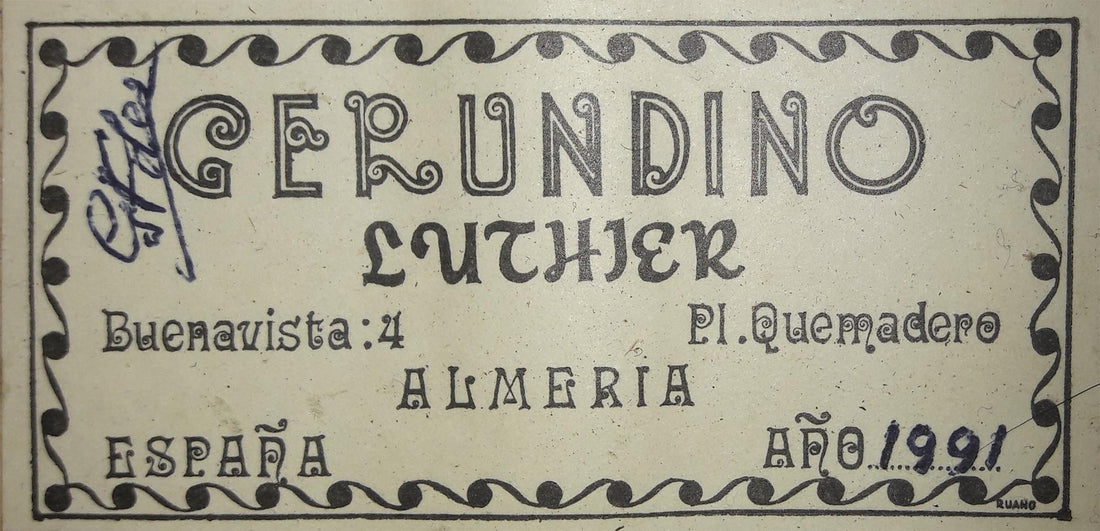 GERUNDINO
LUTHIER
Buenavista:4 Pl.Quemadero
ALMERIA
ESPAÑA AÑO 1991
RUANO